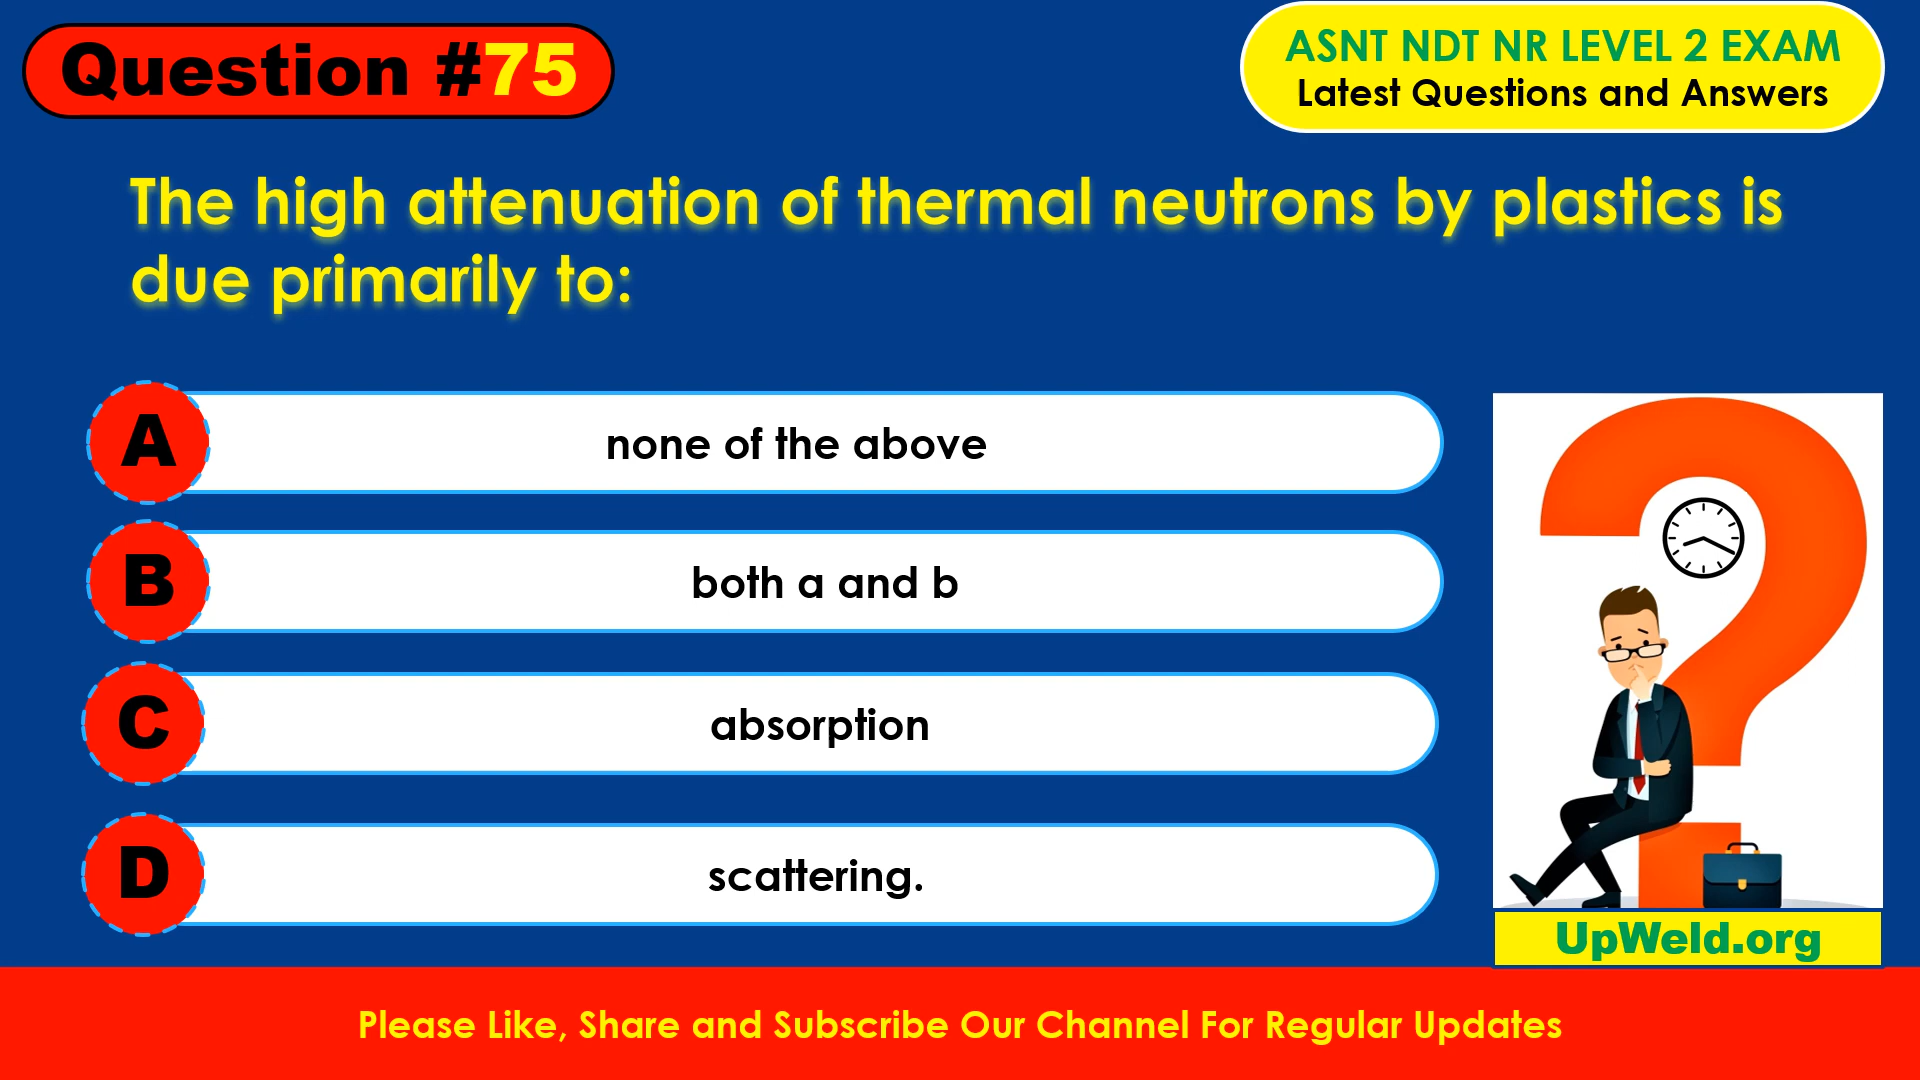 Question #75
ASNT NDT NR LEVEL 2 EXAM
Latest Questions and Answers
The high attenuation of thermal neutrons by plastics is
due primarily to:
A
none of the above
B
both a and b
C
absorption
D
scattering.
UpWeld.org
Please Like, Share and Subscribe Our Channel For Regular Updates